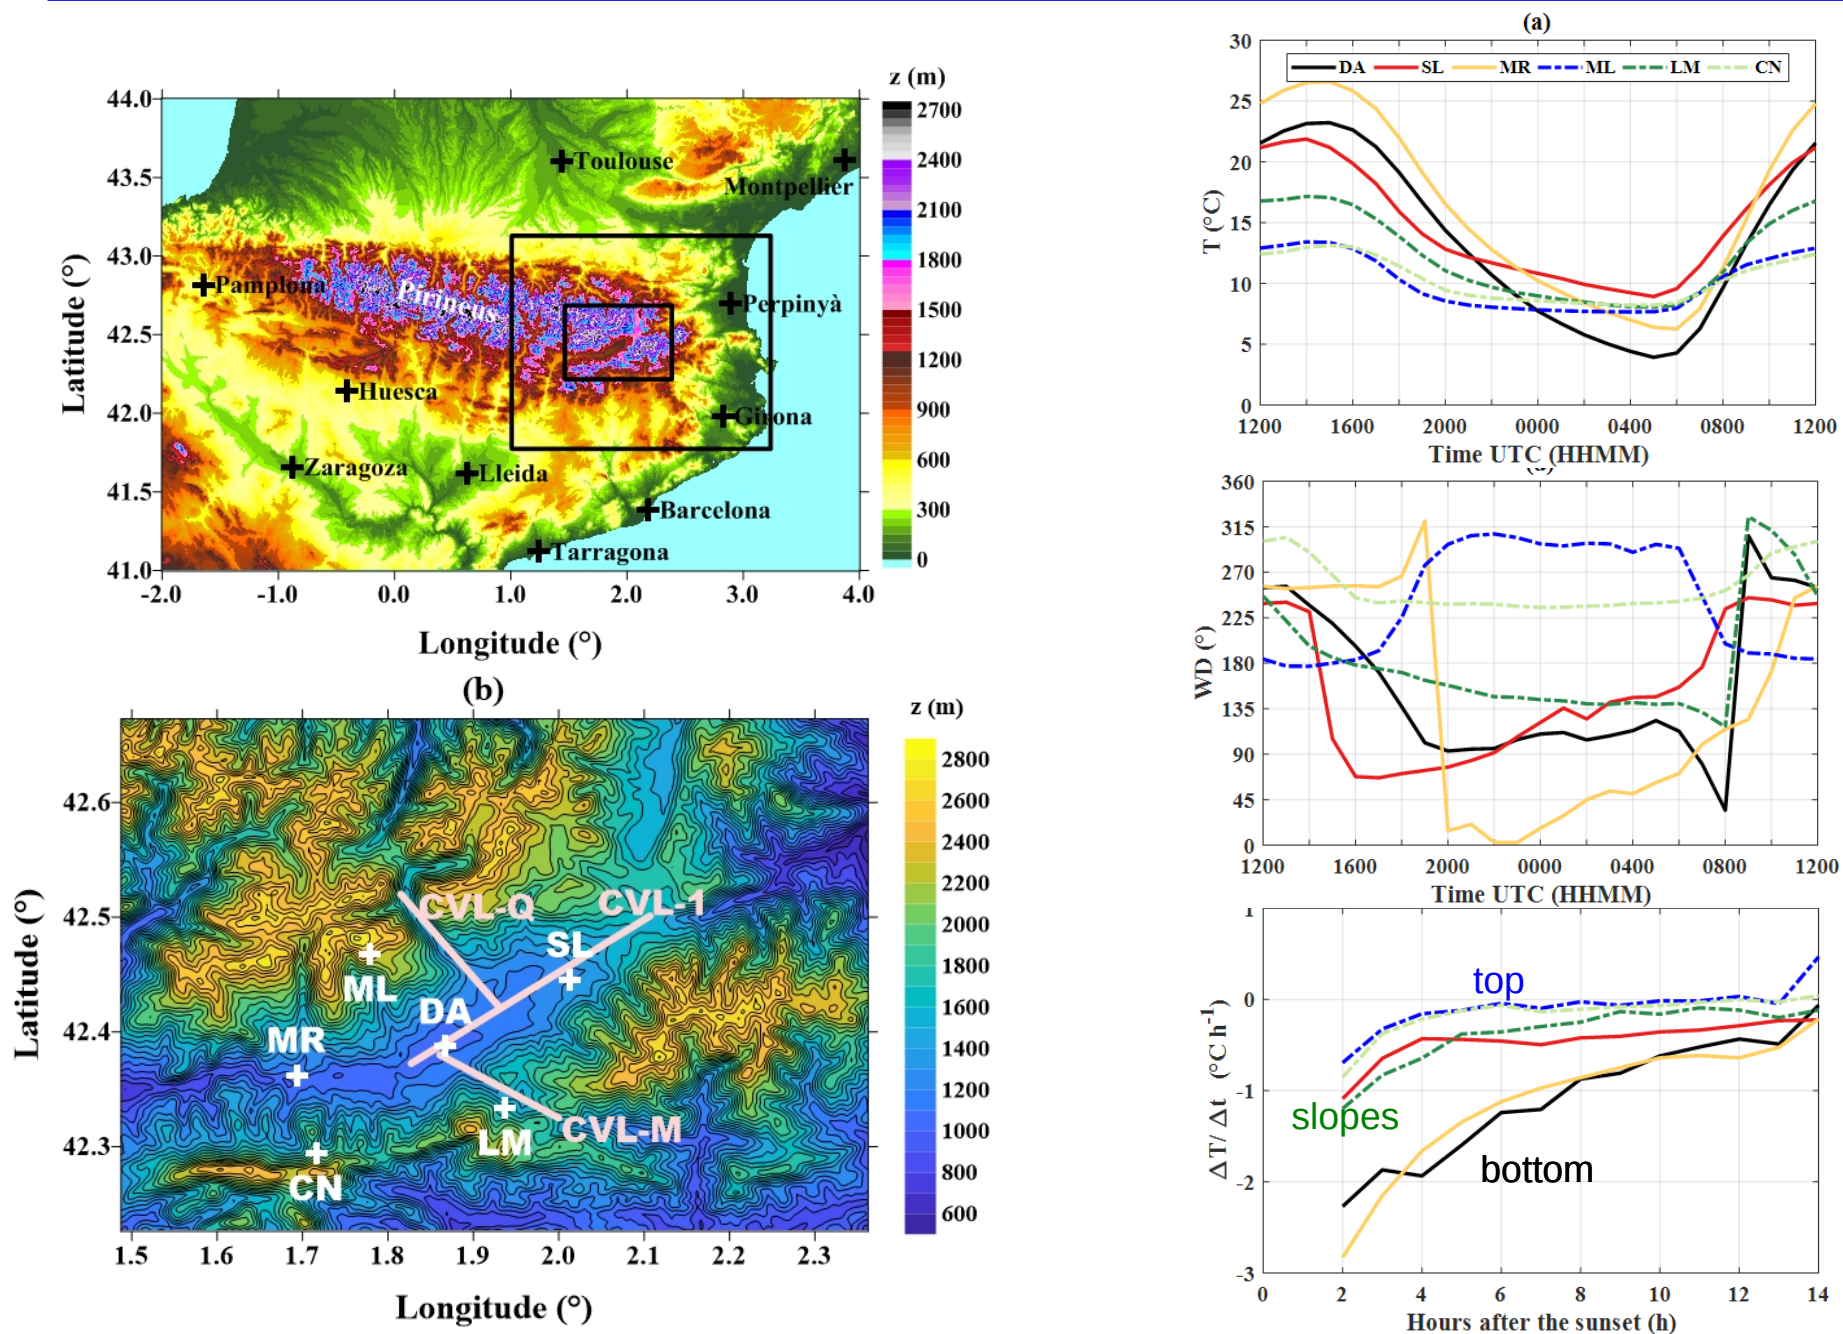 z (m)
44.0
43.5
43.0
42.5
42.0
41.5
41.0
Latitude (°)
Toulouse
Montpellier
Pamplona
Pirineus
Perpinyà
Huesca
Girona
Zaragoza
Lleida
Barcelona
Tarragona
2700
2400
2100
1800
1500
1200
900
600
300
0
-2.0 -1.0 0.0 1.0 2.0 3.0 4.0
Longitude (°)
(b)
z (m)
42.6
42.5
42.4
42.3
Latitude (°)
CVL-Q
CVL-1
SL
ML
DA
MR
CVL-M
LM
CN
2800
2600
2400
2200
2000
1800
1600
1400
1200
1000
800
600
1.5 1.6 1.7 1.8 1.9 2.0 2.1 2.2 2.3
Longitude (°)
(a)
DA SL MR ML LM CN
30
25
20
15
10
5
0
T (°C)
1200 1600 2000 0000 0400 0800 1200
Time UTC (HHMM)
360
315
270
225
180
135
90
45
0
WD (°)
1200 1600 2000 0000 0400 0800 1200
Time UTC (HHMM)
1
0
-1
-2
-3
ΔT/ Δt (°C h-1)
top
slopes
bottom
0 2 4 6 8 10 12 14
Hours after the sunset (h)